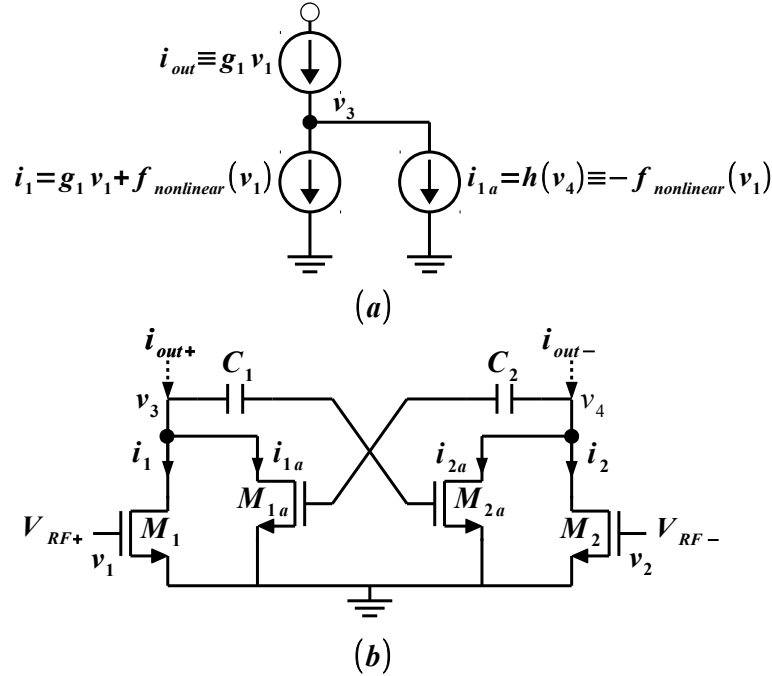 i_out≡g_1 v_1
v_3
i_1=g_1 v_1+f_nonlinear(v_1)
i_1a=h(v_4)≡−f_nonlinear(v_1)
(a)
i_out+
i_out−
C_1
C_2
v_3
v_4
i_1
i_1a
i_2a
i_2
V_RF+
M_1
M_1a
M_2a
M_2
V_RF−
v_1
v_2
(b)